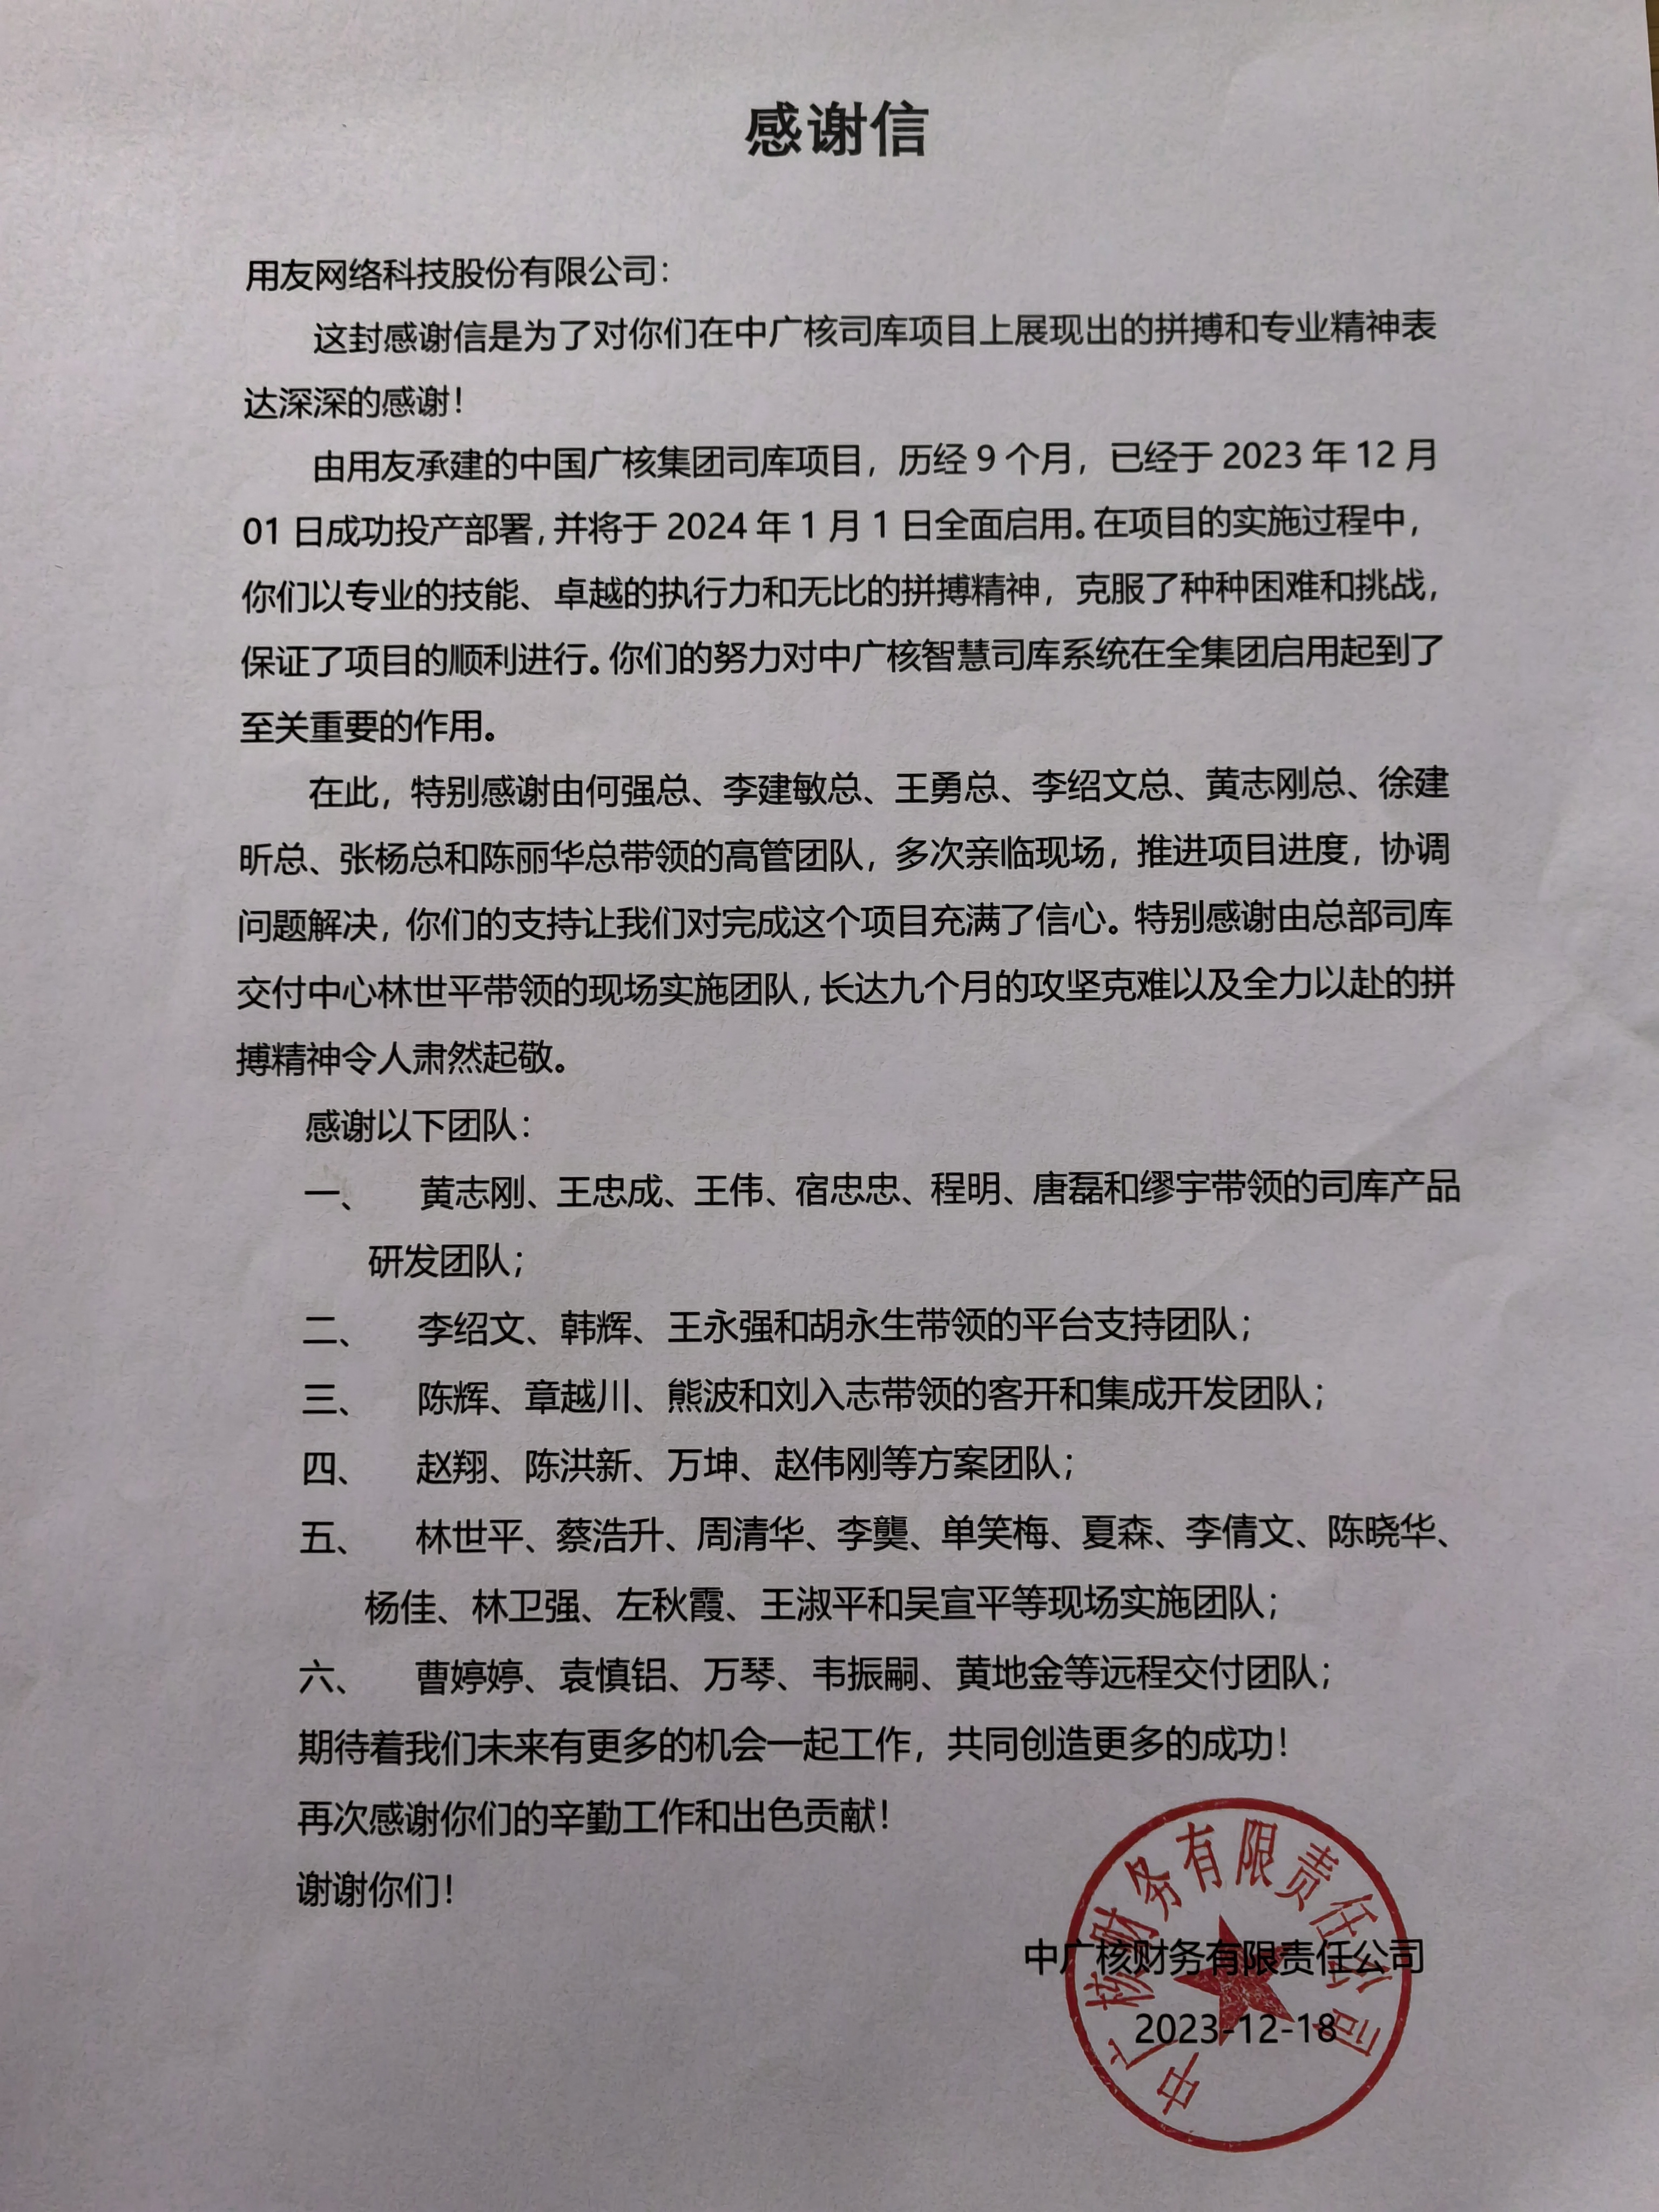 感谢信
用友网络科技股份有限公司：
这封感谢信是为了对你们在中广核司库项目上展现出的拼搏和专业精神表
达深深的感谢！
由用友承建的中国广核集团司库项目，历经 9 个月，已经于 2023 年 12 月
01 日成功投产部署，并将于 2024 年 1 月 1 日全面启用。在项目的实施过程中，
你们以专业的技能、卓越的执行力和无比的拼搏精神，克服了种种困难和挑战，
保证了项目的顺利进行。你们的努力对中广核智慧司库系统在全集团启用起到了
至关重要的作用。
在此，特别感谢由何强总、李建敏总、王勇总、李绍文总、黄志刚总、徐建
昕总、张杨总和陈丽华总带领的高管团队，多次亲临现场，推进项目进度，协调
问题解决，你们的支持让我们对完成这个项目充满了信心。特别感谢由总部司库
交付中心林世平带领的现场实施团队，长达九个月的攻坚克难以及全力以赴的拼
搏精神令人肃然起敬。
感谢以下团队：
一、 黄志刚、王忠成、王伟、宿忠忠、程明、唐磊和缪宇带领的司库产品
研发团队；
二、 李绍文、韩辉、王永强和胡永生带领的平台支持团队；
三、 陈辉、章越川、熊波和刘入志带领的客开和集成开发团队；
四、 赵翔、陈洪新、万坤、赵伟刚等方案团队；
五、 林世平、蔡浩升、周清华、李龑、单笑梅、夏森、李倩文、陈晓华、
杨佳、林卫强、左秋霞、王淑平和吴宣平等现场实施团队；
六、 曹婷婷、袁慎铝、万琴、韦振嗣、黄地金等远程交付团队；
期待着我们未来有更多的机会一起工作，共同创造更多的成功！
再次感谢你们的辛勤工作和出色贡献！
谢谢你们！
中广核财务有限责任公司
2023-12-18
中广核财务有限责任公司